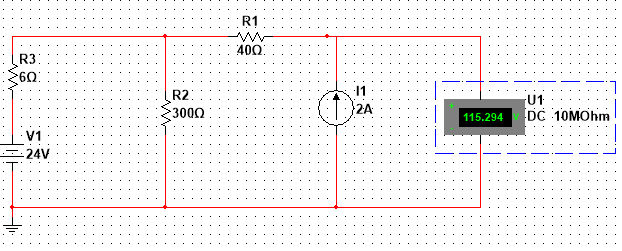 R1
40Ω
R3
6Ω
R2
300Ω
I1
2A
U1
DC 10MOhm
115.294 V
V1
24V